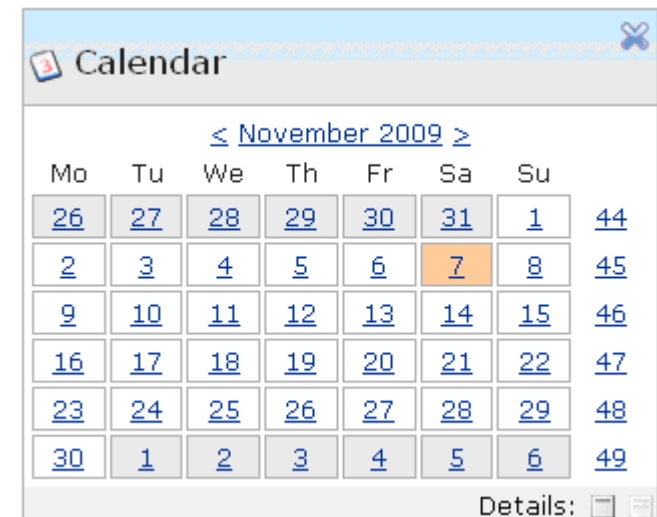 Calendar
< November 2009 >
Mo Tu We Th Fr Sa Su
26 27 28 29 30 31 1 44
2 3 4 5 6 7 8 45
9 10 11 12 13 14 15 46
16 17 18 19 20 21 22 47
23 24 25 26 27 28 29 48
30 1 2 3 4 5 6 49
Details: